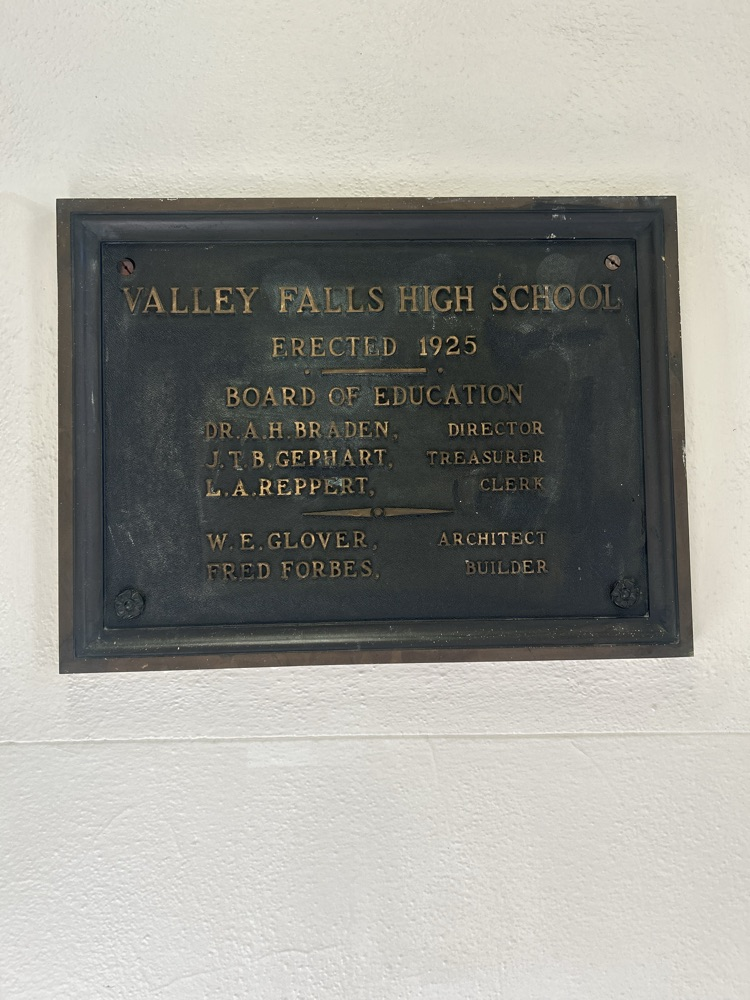 VALLEY FALLS HIGH SCHOOL
ERECTED 1925
BOARD OF EDUCATION
DR. A. H. BRADEN, DIRECTOR
J. T. B. GEPHART, TREASURER
L. A. REPPERT, CLERK
W. E. GLOVER, ARCHITECT
FRED FORBES, BUILDER